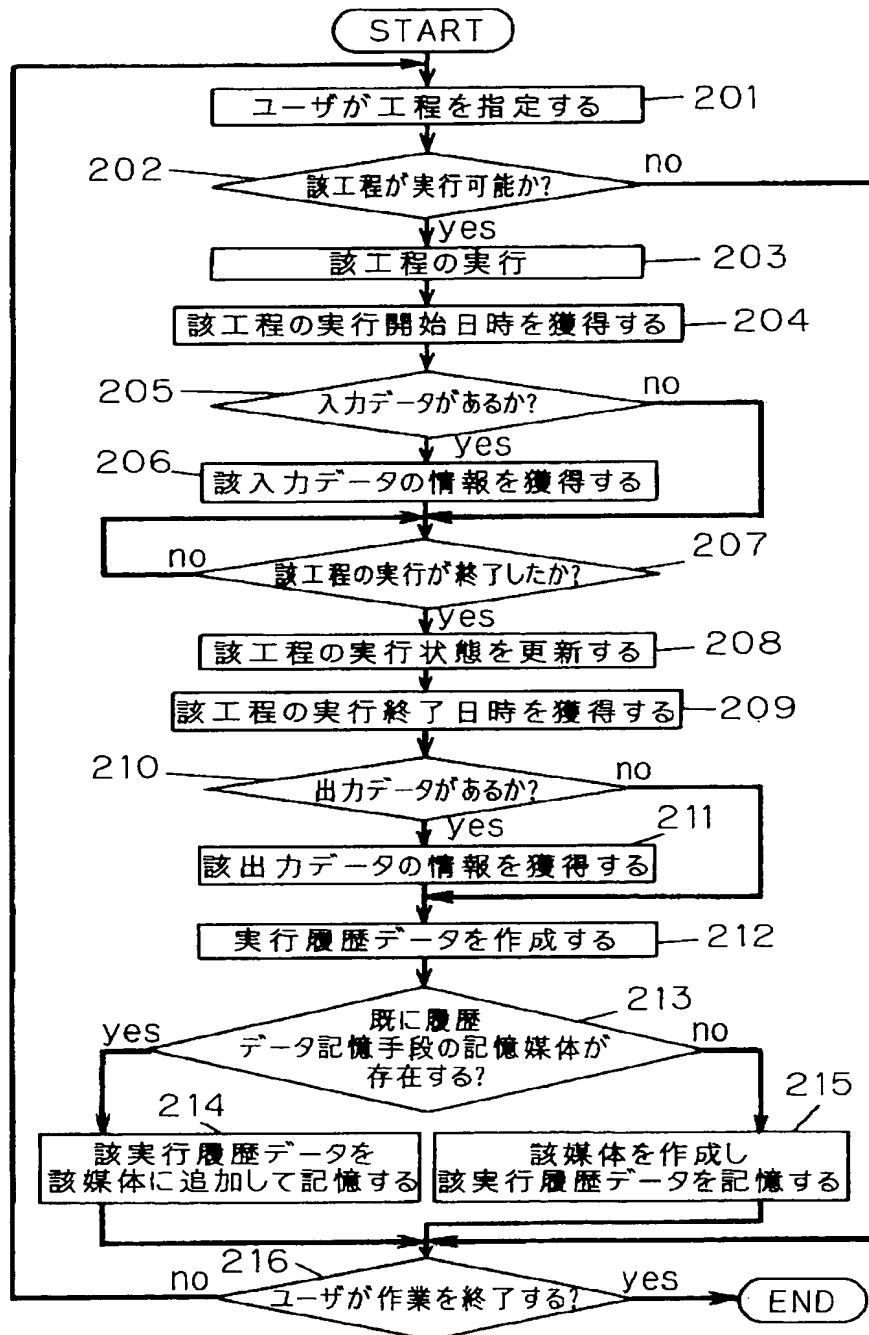 START
ユーザが工程を指定する
201
202
該工程が実行可能か?
no
yes
該工程の実行
203
該工程の実行開始日時を獲得する
204
205
入力データがあるか?
no
yes
206
該入力データの情報を獲得する
no
該工程の実行が終了したか?
207
yes
該工程の実行状態を更新する
208
該工程の実行終了日時を獲得する
209
210
出力データがあるか?
no
yes
211
該出力データの情報を獲得する
実行履歴データを作成する
212
213
yes
既に履歴
データ記憶手段の記憶媒体が
存在する?
no
214
該実行履歴データを
該媒体に追加して記憶する
215
該媒体を作成し
該実行履歴データを記憶する
216
no
ユーザが作業を終了する?
yes
END